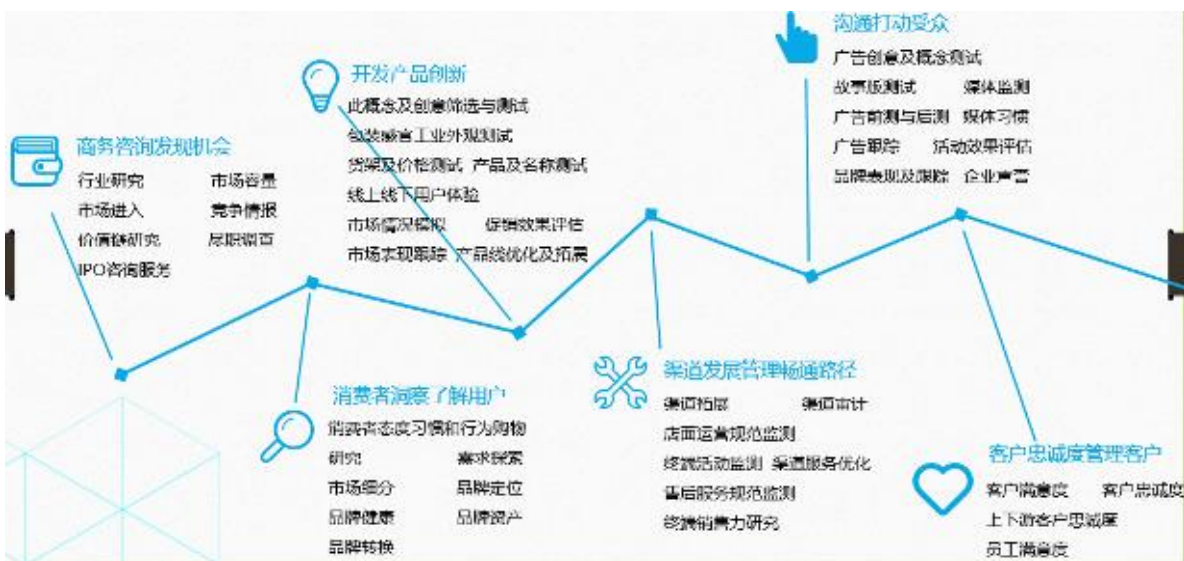 商务咨询发现机会
行业研究 市场容量
市场进入 竞争情报
价值链研究 尽职调查
IPO咨询服务
消费者洞察了解用户
消费者态度习惯和行为购物
研究 需求探索
市场细分 品牌定位
品牌健康 品牌资产
品牌转换
开发产品创新
此概念及创意筛选与测试
包装感官工业外观测试
货架及价格测试 产品及名称测试
线上线下用户体验
市场情况模拟 促销效果评估
市场表现跟踪 产品线优化及拓展
渠道发展管理畅通路径
渠道拓展 渠道审计
店面运营规范监测
终端活动监测 渠道服务优化
售后服务规范监测
终端销售力研究
沟通打动受众
广告创意及概念测试
故事版测试 媒体监测
广告前测与后测 媒体习惯
广告跟踪 活动效果评估
品牌表现及跟踪 企业声誉
客户忠诚度管理客户
客户满意度 客户忠诚度
上下游客户忠诚度
员工满意度